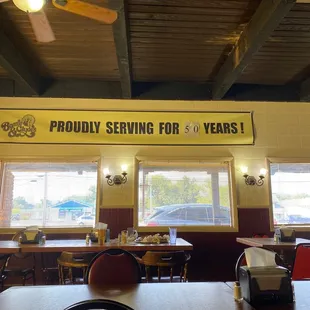 PROUDLY SERVING FOR 50 YEARS!